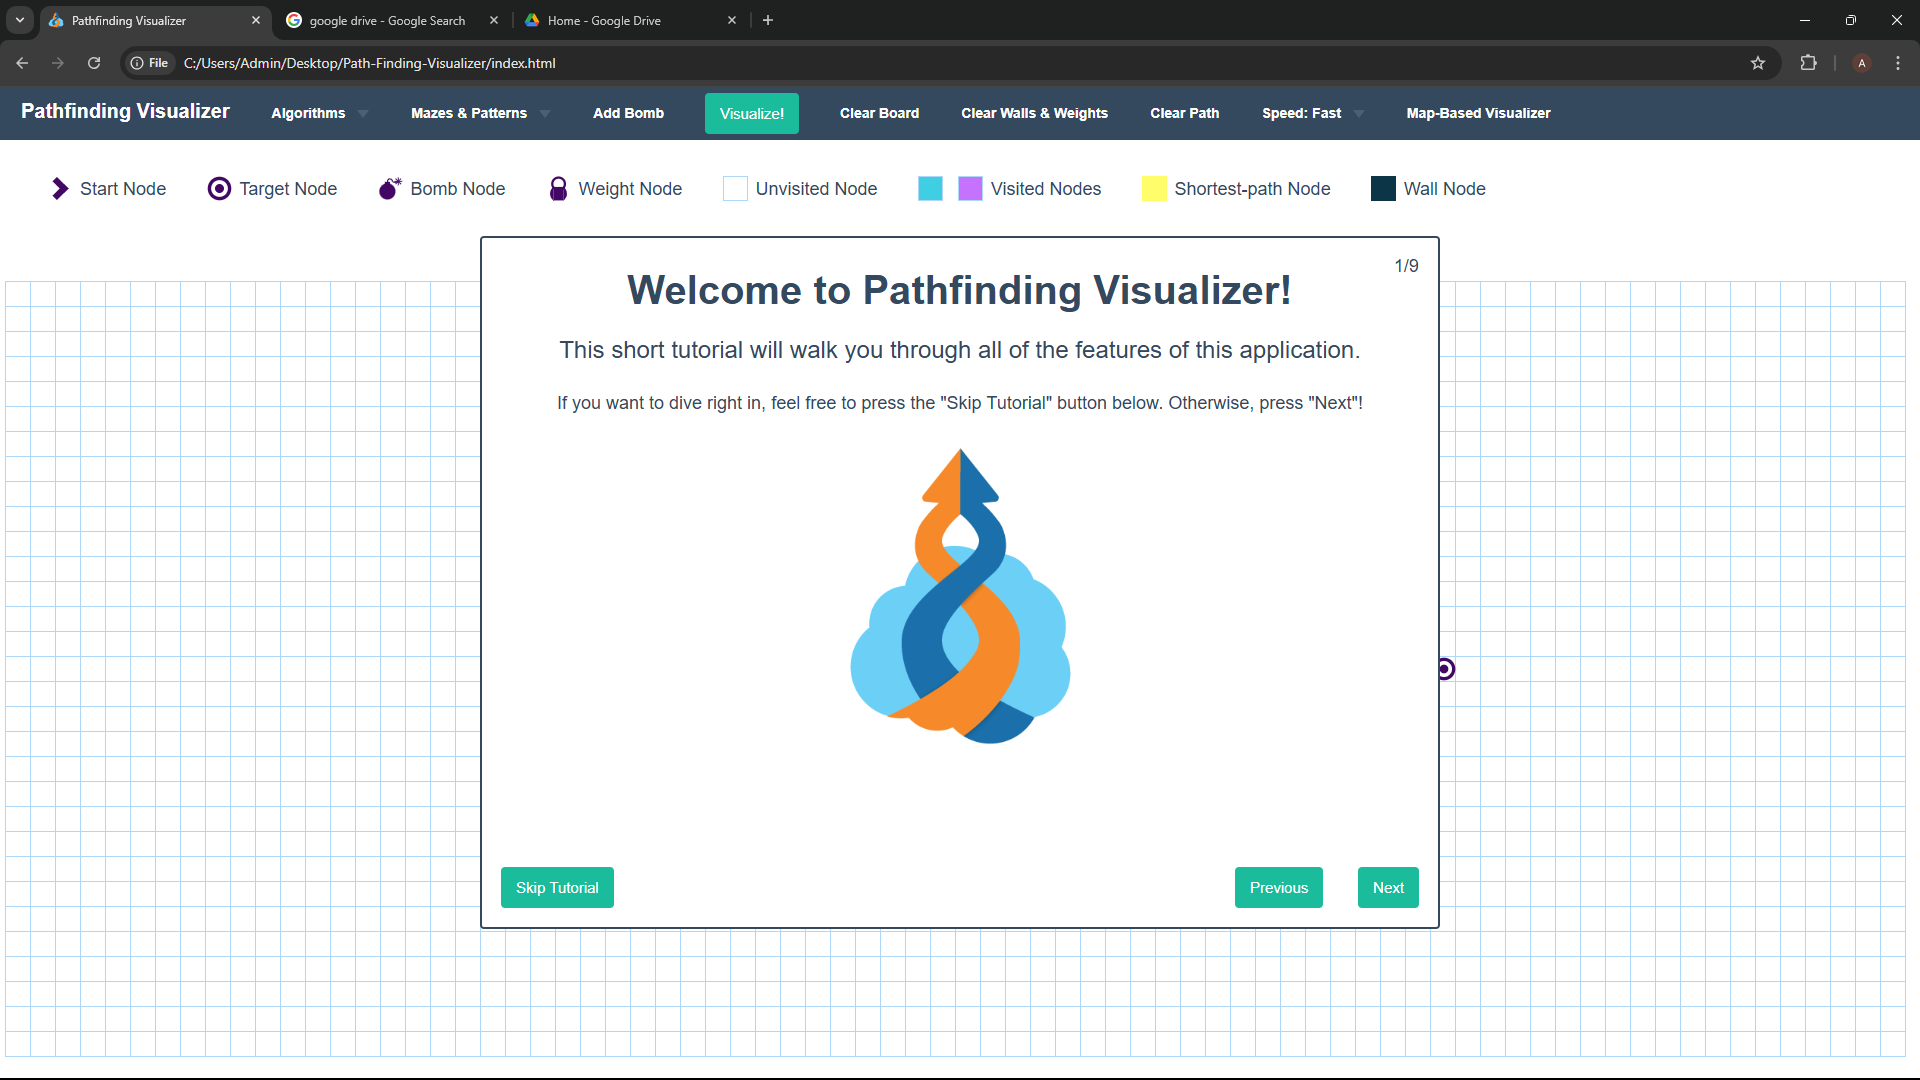 Pathfinding Visualizer
google drive - Google Search
Home - Google Drive
File C:/Users/Admin/Desktop/Path-Finding-Visualizer/index.html
A
Pathfinding Visualizer Algorithms Mazes & Patterns Add Bomb Visualize! Clear Board Clear Walls & Weights Clear Path Speed: Fast Map-Based Visualizer
Start Node Target Node Bomb Node Weight Node Unvisited Node Visited Nodes Shortest-path Node Wall Node
1/9
Welcome to Pathfinding Visualizer!
This short tutorial will walk you through all of the features of this application.
If you want to dive right in, feel free to press the "Skip Tutorial" button below. Otherwise, press "Next"!
Skip Tutorial Previous Next